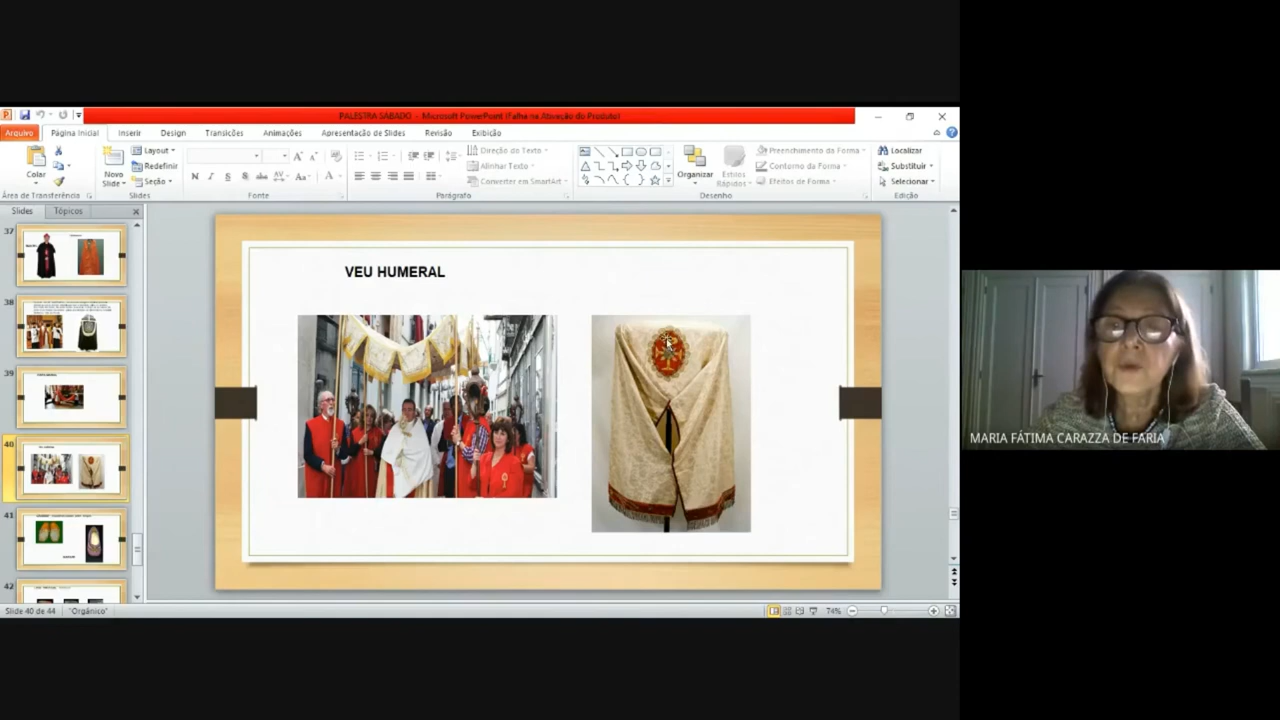 PALESTRA SÁBADO - Microsoft PowerPoint (Falha na Ativação do Produto)
Arquivo
Página Inicial
Inserir
Design
Transições
Animações
Apresentação de Slides
Revisão
Exibição
Colar
Novo
Slide
Layout
Redefinir
Seção
Direção do Texto
Alinhar Texto
Converter em SmartArt
Organizar
Estilos
Rápidos
Preenchimento da Forma
Contorno da Forma
Efeitos de Forma
Localizar
Substituir
Selecionar
Área de Transferência
Slides
Fonte
Parágrafo
Desenho
Edição
Slides
Tópicos
37
38
39
40
41
42
VEU HUMERAL
MARIA FÁTIMA CARAZZA DE FARIA
Slide 40 de 44
"Orgânico"
74%